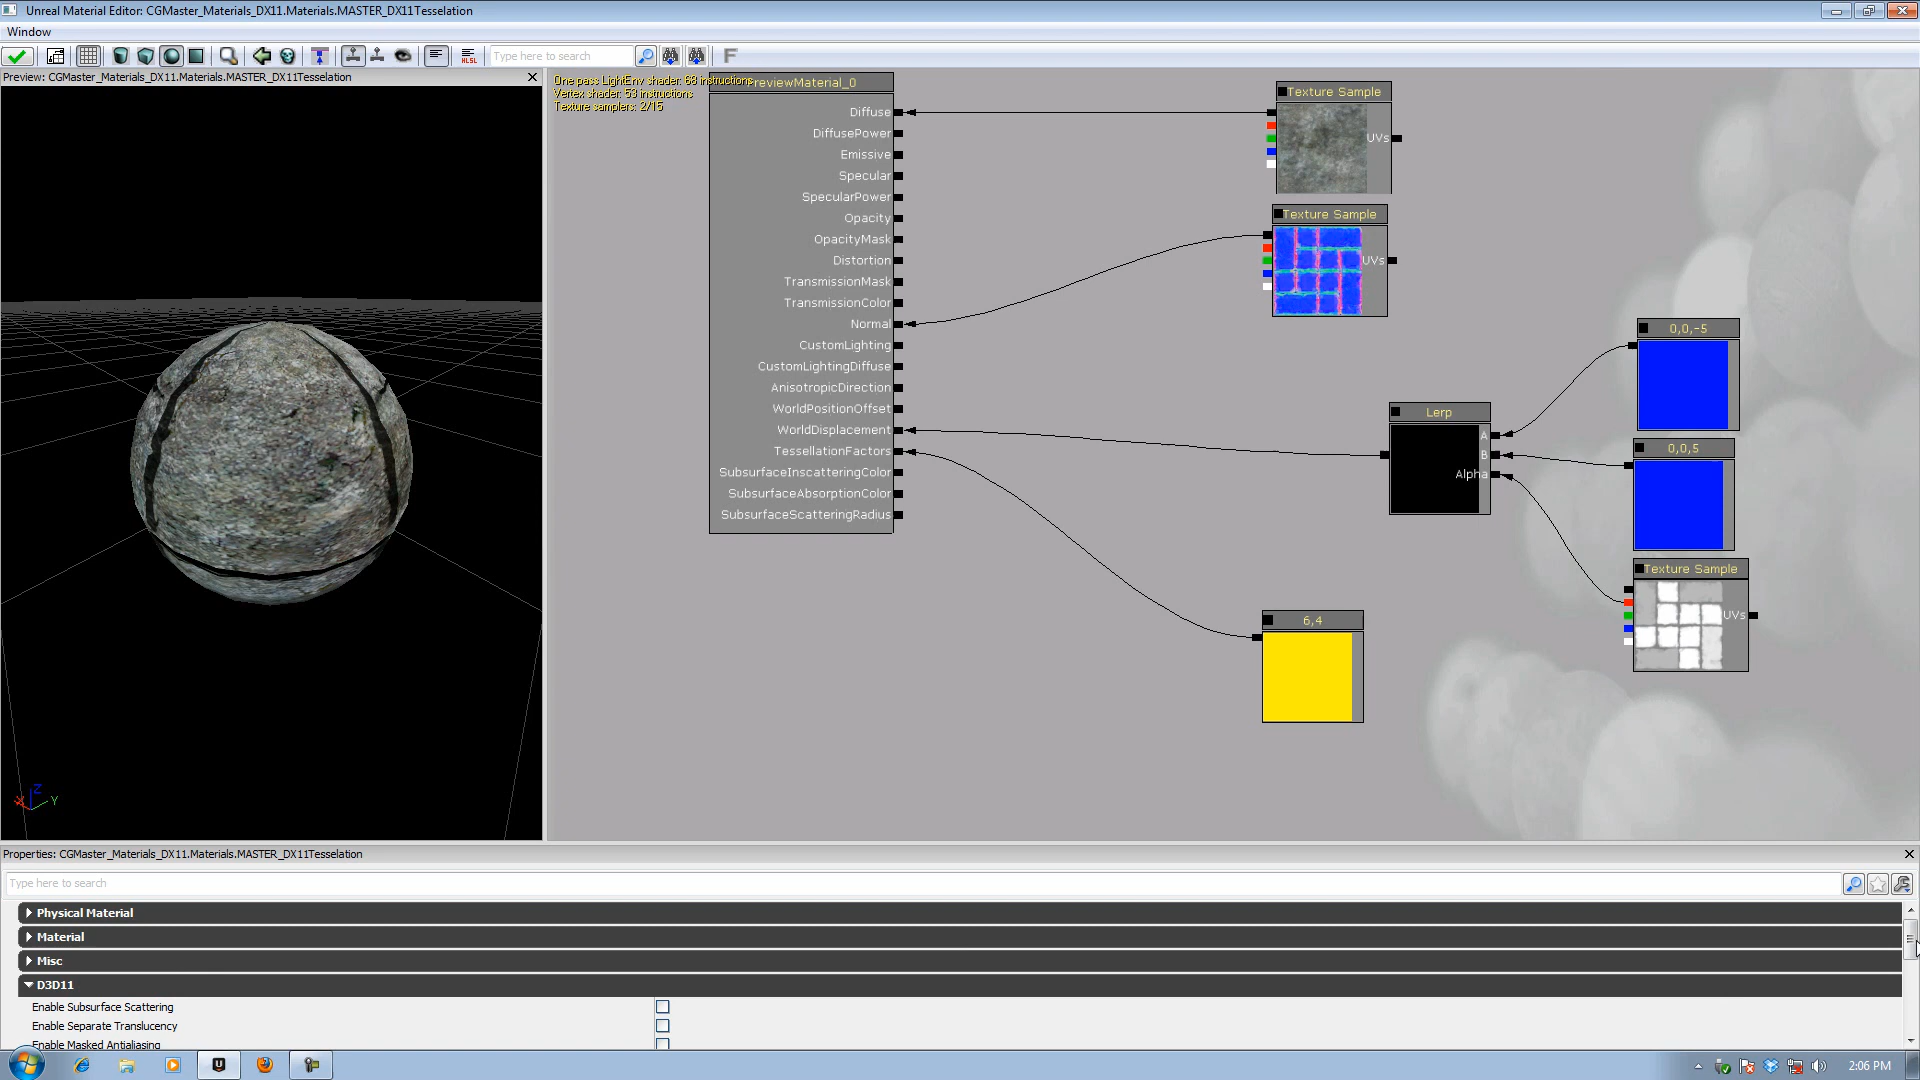 Unreal Material Editor: CGMaster_Materials_DX11.Materials.MASTER_DX11Tesselation
Window
HLSL
Type here to search
F
Preview: CGMaster_Materials_DX11.Materials.MASTER_DX11Tesselation
One pass LightEnv shader: 68 instructions
Vertex shader: 53 instructions
Texture samplers: 2/15
PreviewMaterial_0
Diffuse
DiffusePower
Emissive
Specular
SpecularPower
Opacity
OpacityMask
Distortion
TransmissionMask
TransmissionColor
Normal
CustomLighting
CustomLightingDiffuse
AnisotropicDirection
WorldPositionOffset
WorldDisplacement
TessellationFactors
SubsurfaceInscatteringColor
SubsurfaceAbsorptionColor
SubsurfaceScatteringRadius
Texture Sample
UVs
Texture Sample
UVs
0,0,-5
Lerp
A
B
Alpha
0,0,5
Texture Sample
UVs
6,4
X
Z
Y
Properties: CGMaster_Materials_DX11.Materials.MASTER_DX11Tesselation
Type here to search
Physical Material
Material
Misc
D3D11
Enable Subsurface Scattering
Enable Separate Translucency
Enable Masked Antialiasing
2:06 PM